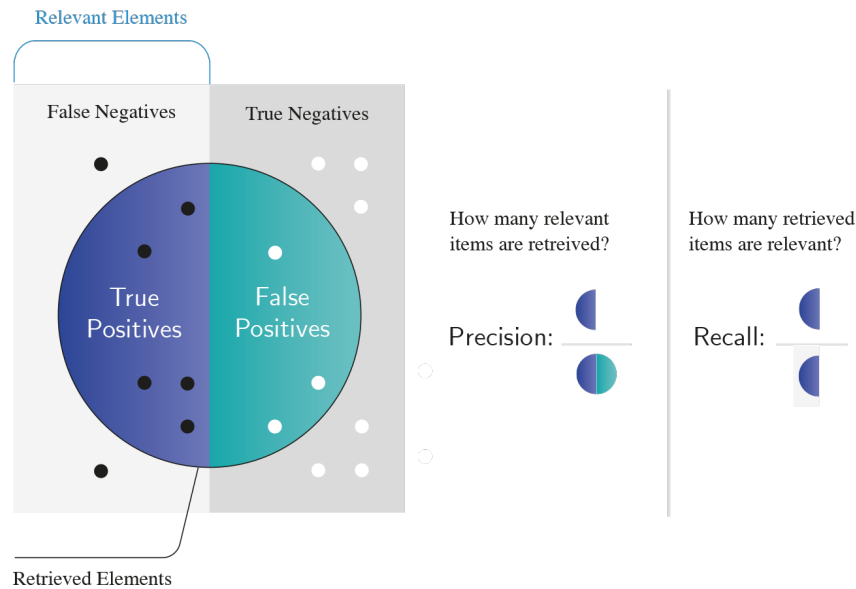 Relevant Elements
False Negatives
True Negatives
True
Positives
False
Positives
Retrieved Elements
How many relevant
items are retreived?
Precision:
How many retrieved
items are relevant?
Recall: